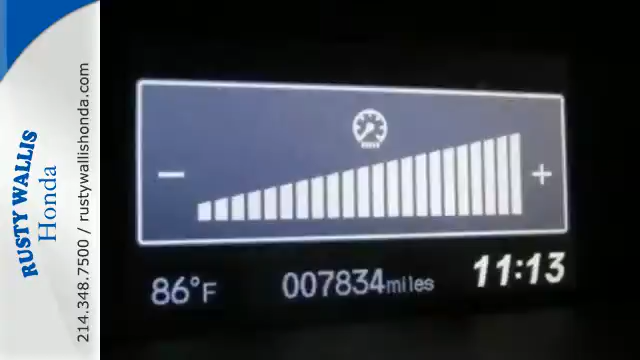 RUSTY WALLIS
Honda
214.348.7500 / rustywallishonda.com
− +
86°F 007834miles 11:13